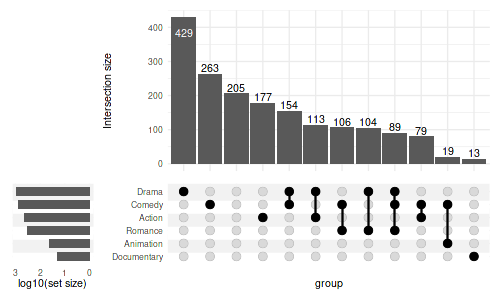 Intersection size
400
300
200
100
0
429
263
205
177
154
113
106
104
89
79
19
13
Drama
Comedy
Action
Romance
Animation
Documentary
3 2 1 0
log10(set size)
group